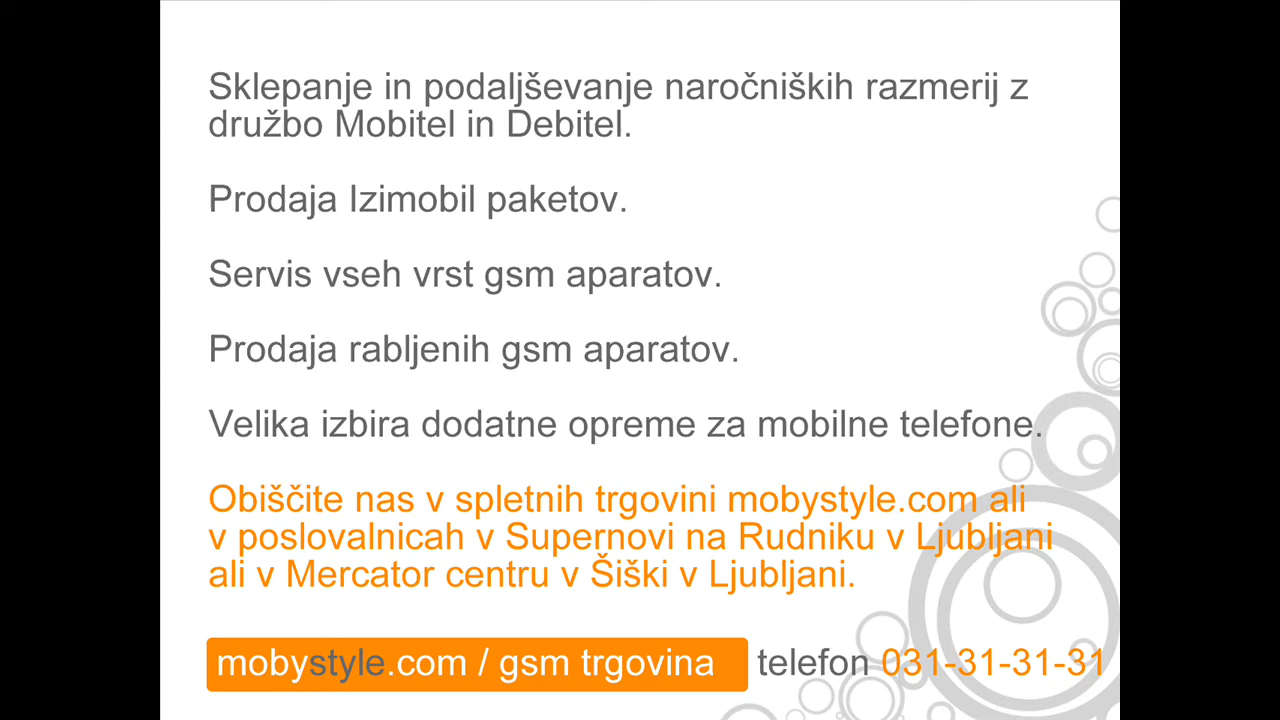 Sklepanje in podaljševanje naročniških razmerij z
družbo Mobitel in Debitel.
Prodaja Izimobil paketov.
Servis vseh vrst gsm aparatov.
Prodaja rabljenih gsm aparatov.
Velika izbira dodatne opreme za mobilne telefone.
Obiščite nas v spletnih trgovini mobystyle.com ali
v poslovalnicah v Supernovi na Rudniku v Ljubljani
ali v Mercator centru v Šiški v Ljubljani.
mobystyle.com / gsm trgovina telefon 031-31-31-31